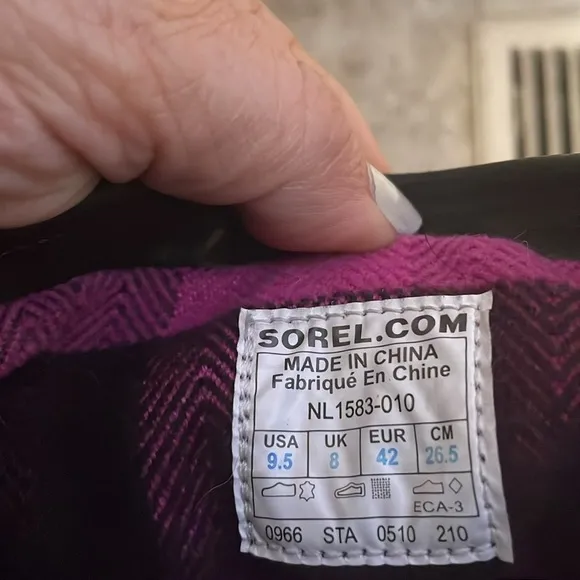 SOREL.COM
MADE IN CHINA
Fabriqué En Chine
NL1583-010
USA UK EUR CM
9.5 8 42 26.5
ECA-3
0966 STA 0510 210